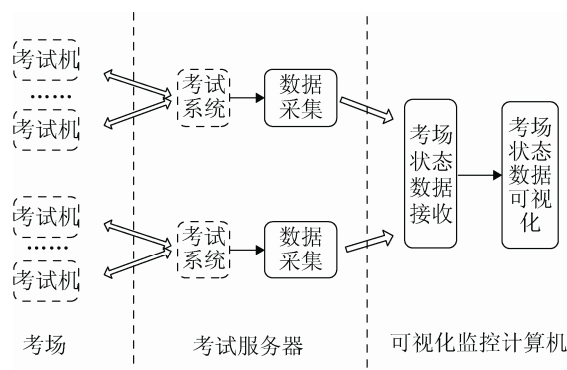 考试机
……
考试机
考试
系统
数据
采集
考试机
……
考试机
考试
系统
数据
采集
考场
状态
数据
接收
考场
状态
数据
可视
化
考场
考试服务器
可视化监控计算机